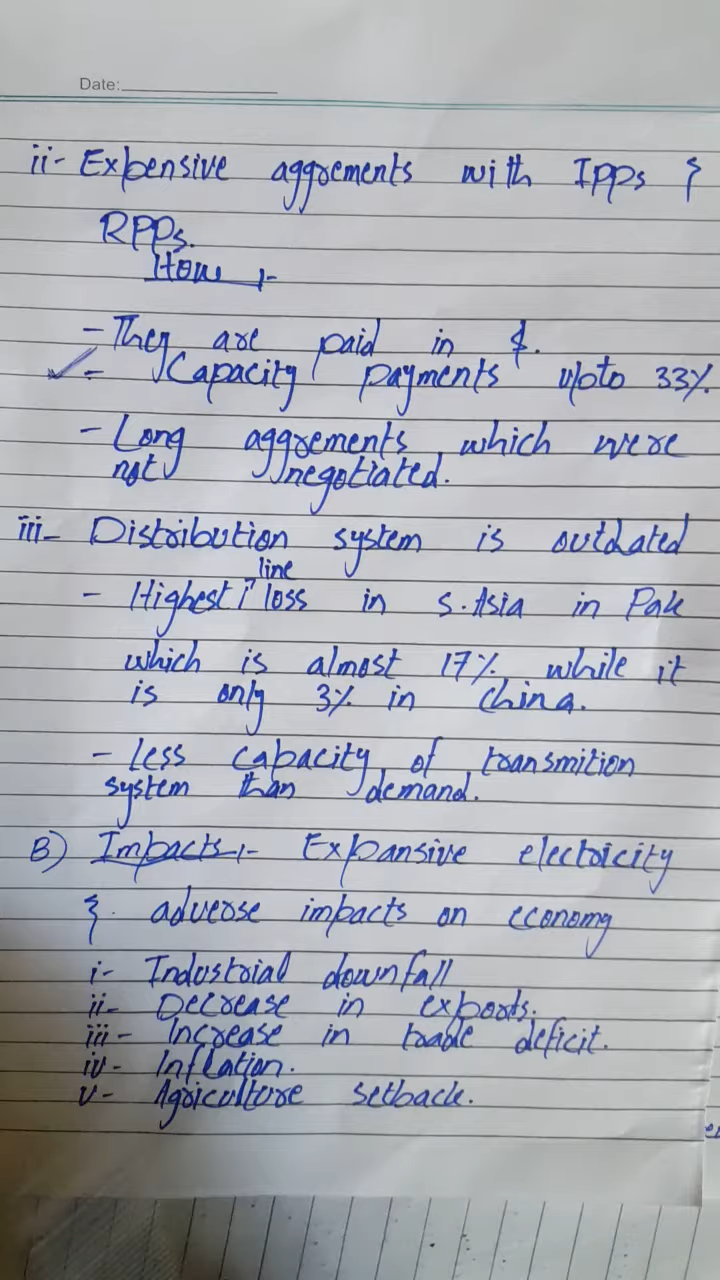 Date:
ii- Expensive aggrements with IPPs &
RPPs.
How :-
- They are paid in $.
- Capacity payments upto 33%
- Long aggrements which were
not negotiated.
iii- Distribution system is outdated
line
- Highest loss in S.Asia in Pak
which is almost 17% while it
is only 3% in China.
- Less capacity of transmition
system than demand.
B) Impacts:- Expansive electricity
& adverse impacts on economy
i- Industrial downfall
ii- Decrease in exports.
iii- Increase in trade deficit.
iv- Inflation.
v- Agriculture setback.